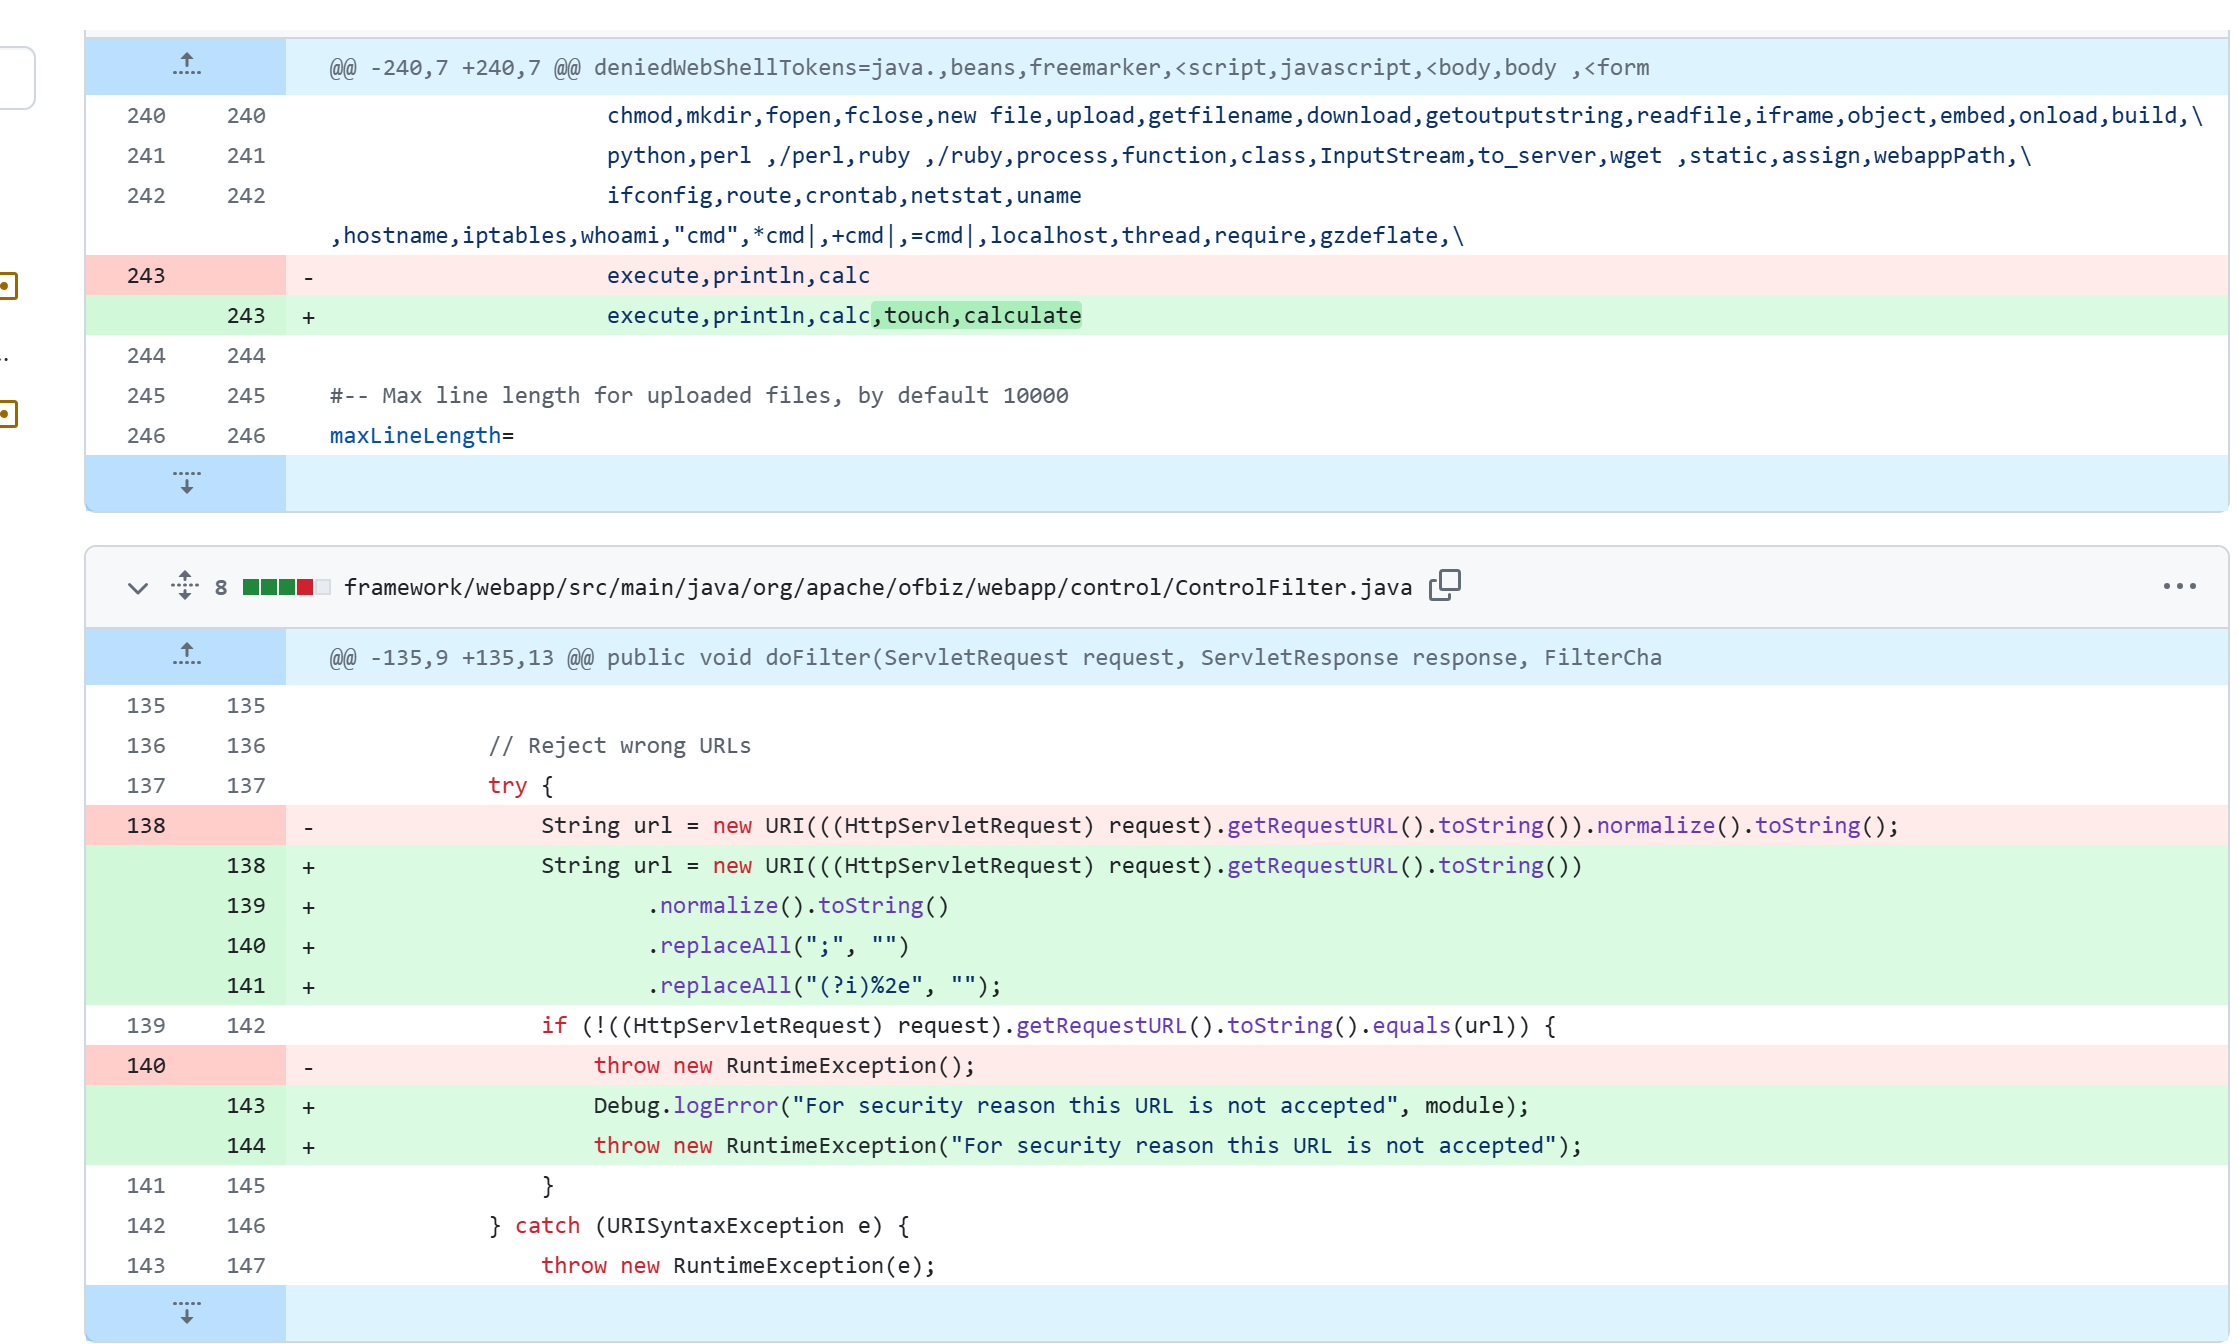 @@ -240,7 +240,7 @@ deniedWebShellTokens=java.,beans,freemarker,<script,javascript,<body,body ,<form
240 240 chmod,mkdir,fopen,fclose,new file,upload,getfilename,download,getoutputstring,readfile,iframe,object,embed,onload,build,\
241 241 python,perl ,/perl,ruby ,/ruby,process,function,class,InputStream,to_server,wget ,static,assign,webappPath,\
242 242 ifconfig,route,crontab,netstat,uname
,hostname,iptables,whoami,"cmd",*cmd|,+cmd|,=cmd|,localhost,thread,require,gzdeflate,\
243 - execute,println,calc
243 + execute,println,calc,touch,calculate
244 244
245 245 #-- Max line length for uploaded files, by default 10000
246 246 maxLineLength=
8 framework/webapp/src/main/java/org/apache/ofbiz/webapp/control/ControlFilter.java
@@ -135,9 +135,13 @@ public void doFilter(ServletRequest request, ServletResponse response, FilterCha
135 135
136 136 // Reject wrong URLs
137 137 try {
138 - String url = new URI(((HttpServletRequest) request).getRequestURL().toString()).normalize().toString();
138 + String url = new URI(((HttpServletRequest) request).getRequestURL().toString())
139 + .normalize().toString()
140 + .replaceAll(";", "")
141 + .replaceAll("(?i)%2e", "");
139 142 if (!((HttpServletRequest) request).getRequestURL().toString().equals(url)) {
140 - throw new RuntimeException();
143 + Debug.logError("For security reason this URL is not accepted", module);
144 + throw new RuntimeException("For security reason this URL is not accepted");
141 145 }
142 146 } catch (URISyntaxException e) {
143 147 throw new RuntimeException(e);